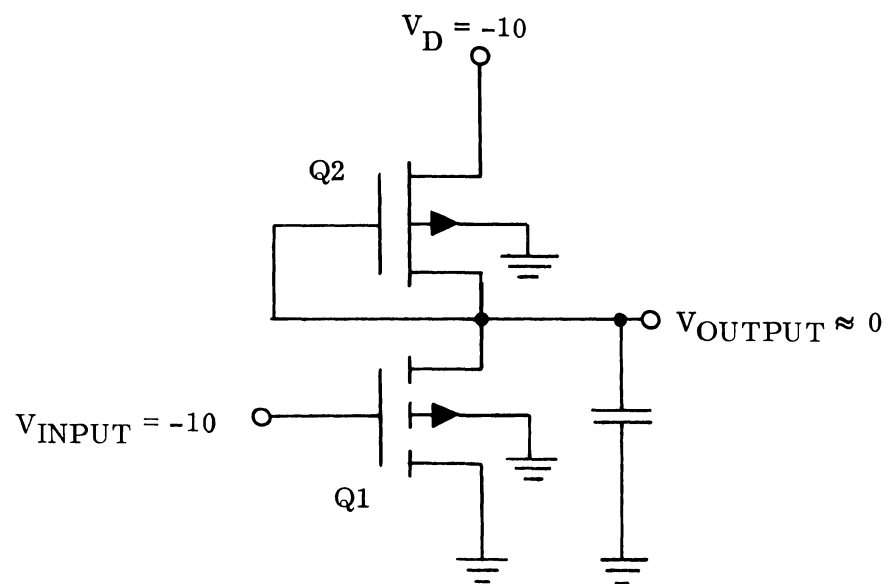 V_D = -10
Q2
V_OUTPUT ≈ 0
V_INPUT = -10
Q1